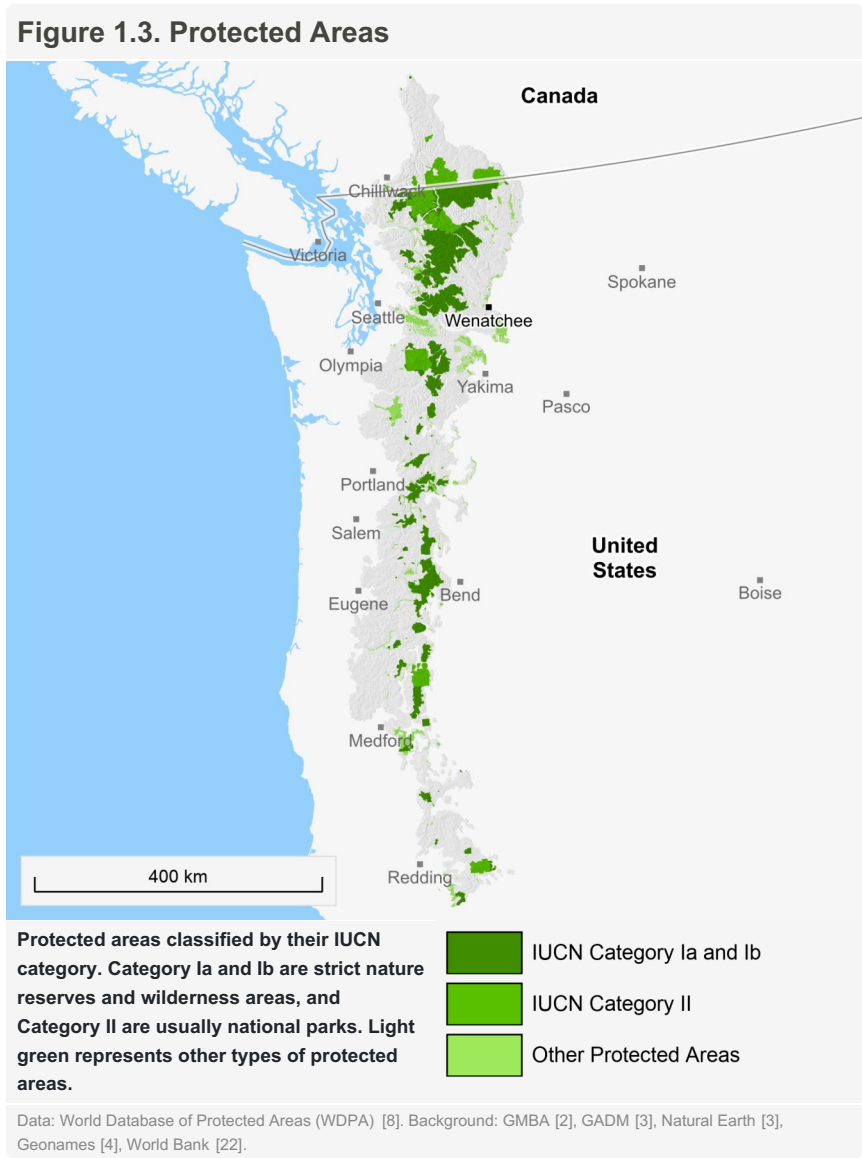 Figure 1.3. Protected Areas
Canada
Chilliwack
Victoria
Spokane
Seattle
Wenatchee
Olympia
Yakima
Pasco
Portland
Salem
United
States
Eugene
Bend
Boise
Medford
400 km
Redding
Protected areas classified by their IUCN
category. Category Ia and Ib are strict nature
reserves and wilderness areas, and
Category II are usually national parks. Light
green represents other types of protected
areas.
IUCN Category Ia and Ib
IUCN Category II
Other Protected Areas
Data: World Database of Protected Areas (WDPA) [8]. Background: GMBA [2], GADM [3], Natural Earth [3],
Geonames [4], World Bank [22].